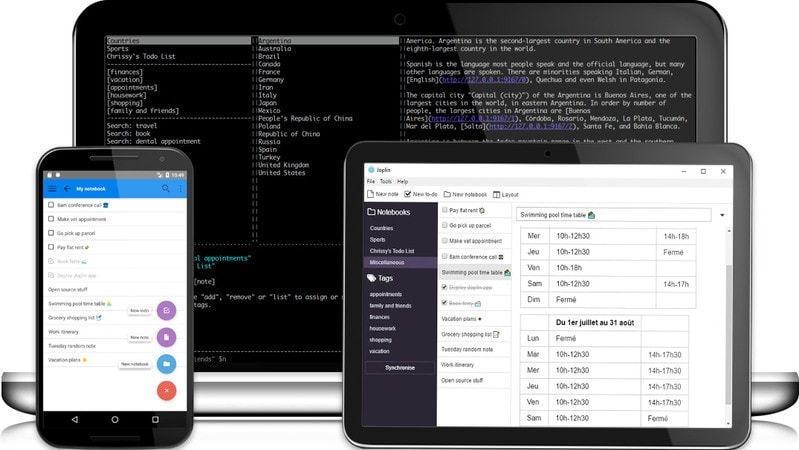 Countries
Sports
Chrissy's Todo List
[finances]
[vacation]
[appointments]
[housework]
[shopping]
[family and friends]
Search: travel
Search: book
Search: dental appointment
Argentina
Australia
Brazil
Canada
France
Germany
Iran
Italy
Japan
Mexico
People's Republic of China
Poland
Republic of China
Russia
Spain
Turkey
United Kingdom
United States
America. Argentina is the second-largest country in South America and the
eighth-largest country in the world.
Spanish is the language most people speak and the official language, but many
other languages are spoken. There are minorities speaking Italian, German,
[English](http://127.0.0.1:9167/0), Quechua and even Welsh in Patagonia.
The capital city "Capital (city)") of Argentina is Buenos Aires, one of the
largest cities in the world, in eastern Argentina. In order by number of
people, the largest cities in Argentina are [Buenos
Aires](http://127.0.0.1:9167/1), Córdoba, Rosario, Mendoza, La Plata, Tucumán,
Mar del Plata, [Salta](http://127.0.0.1:9167/2), Santa Fe, and Bahía Blanca.
al appointments"
List"
[note]
e "add", "remove" or "list" to assign or
tags.
ends" $n
15:49
My notebook
8am conference call
Make vet appointment
Go pick up parcel
Pay flat rent
Book ferry
Deploy Joplin app
Open source stuff
Swimming pool time table
Grocery shopping list
Work itinerary
Tuesday random note
Vacation plans
New todo
New note
New notebook
Joplin
File Tools Help
New note New to-do New notebook Layout
Notebooks
Countries
Sports
Chrissy's Todo List
Miscellaneous
Tags
appointments
family and friends
finances
housework
shopping
vacation
Synchronise
Pay flat rent
Go pick up parcel
Make vet appointment
8am conference call
Swimming pool time table
Deploy Joplin app
Book ferry
Vacation plans
Grocery shopping list
Tuesday random note
Work itinerary
Open source stuff
Swimming pool time table
Mer 10h-12h30 14h-18h
Jeu 10h-12h30 Fermé
Ven 10h-18h
Sam 10h-12h30 14h-17h
Dim Fermé
Du 1er juillet au 31 août
Lun Fermé
Mar 10h-12h30 14h-17h30
Mer 10h-12h30 14h-17h30
Jeu 10h-12h30 14h-17h30
Ven 10h-12h30 14h-17h30
Sam 10h-12h30 Fermé